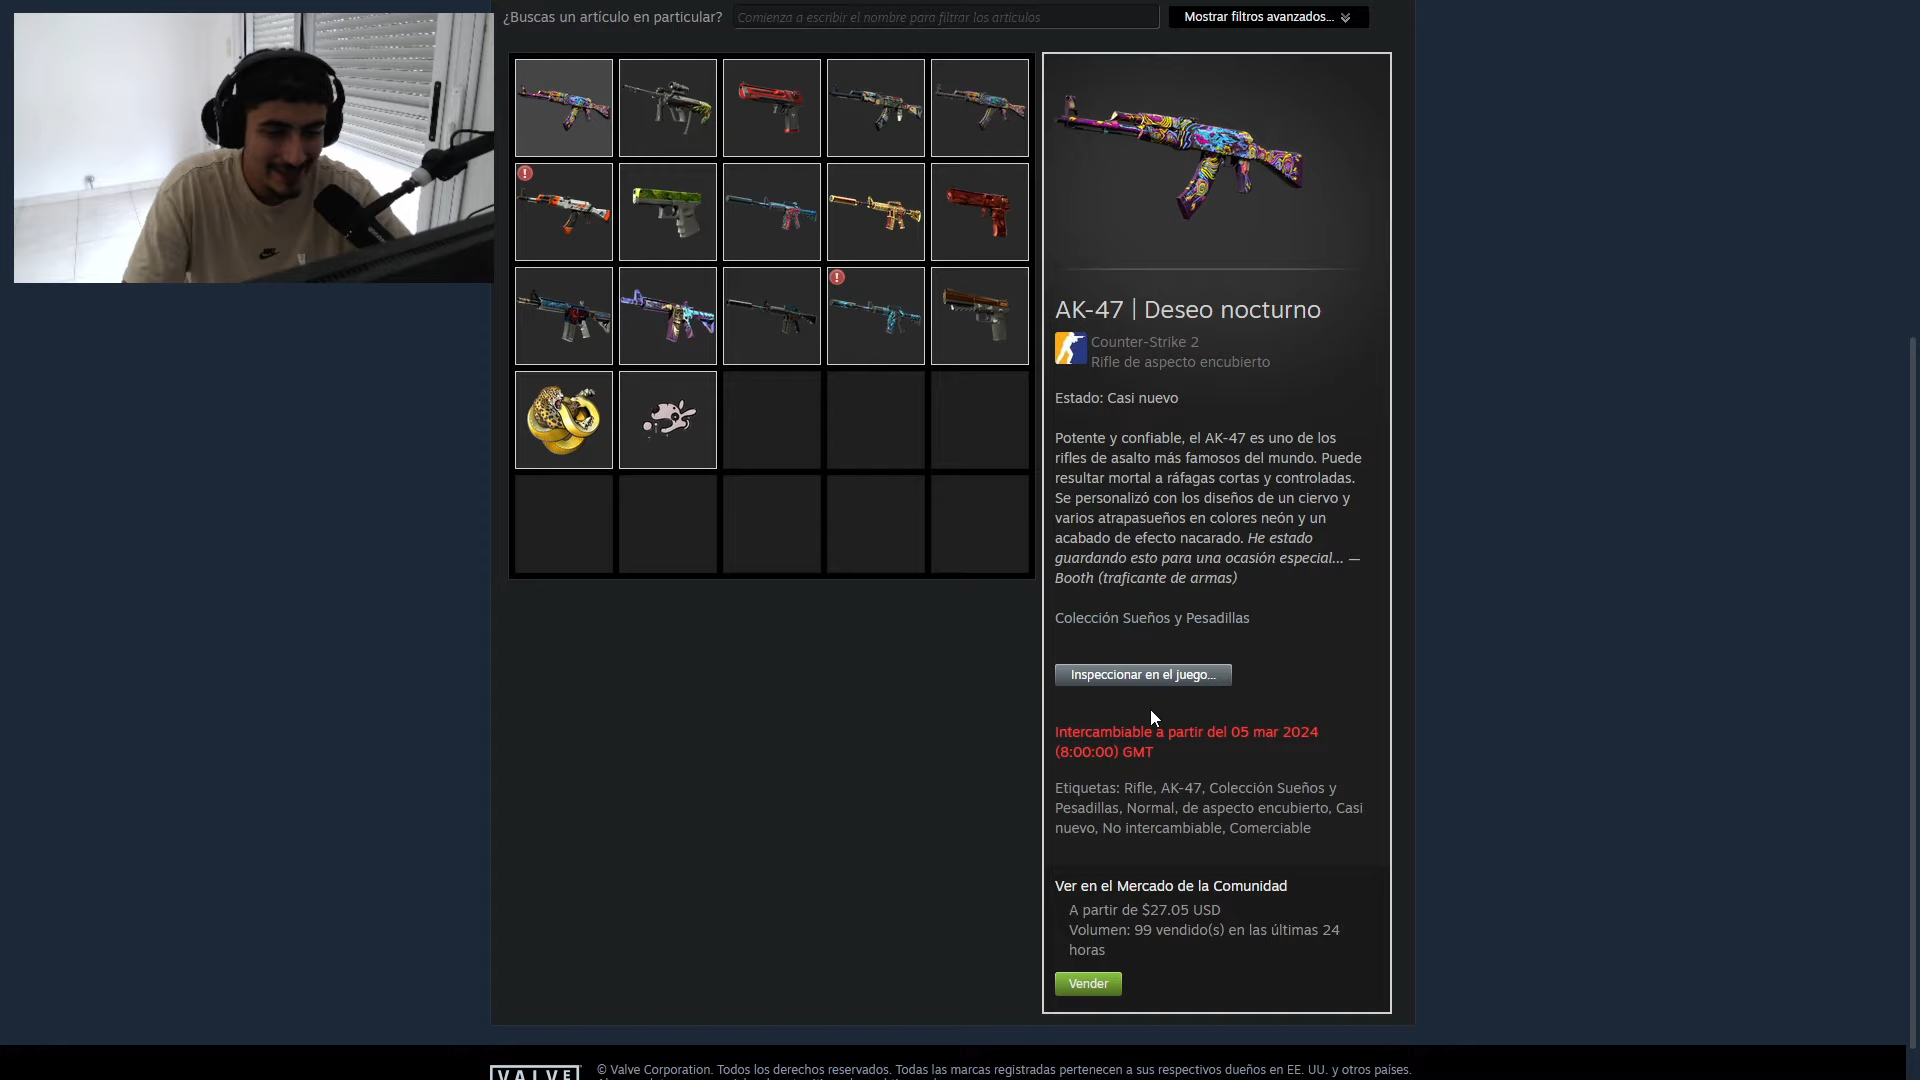 ¿Buscas un artículo en particular?
Comienza a escribir el nombre para filtrar los artículos
Mostrar filtros avanzados...
AK-47 | Deseo nocturno
Counter-Strike 2
Rifle de aspecto encubierto
Estado: Casi nuevo
Potente y confiable, el AK-47 es uno de los
rifles de asalto más famosos del mundo. Puede
resultar mortal a ráfagas cortas y controladas.
Se personalizó con los diseños de un ciervo y
varios atrapasueños en colores neón y un
acabado de efecto nacarado. He estado
guardando esto para una ocasión especial... —
Booth (traficante de armas)
Colección Sueños y Pesadillas
Inspeccionar en el juego...
Intercambiable a partir del 05 mar 2024
(8:00:00) GMT
Etiquetas: Rifle, AK-47, Colección Sueños y
Pesadillas, Normal, de aspecto encubierto, Casi
nuevo, No intercambiable, Comerciable
Ver en el Mercado de la Comunidad
A partir de $27.05 USD
Volumen: 99 vendido(s) en las últimas 24
horas
Vender
VALVE
© Valve Corporation. Todos los derechos reservados. Todas las marcas registradas pertenecen a sus respectivos dueños en EE. UU. y otros países.